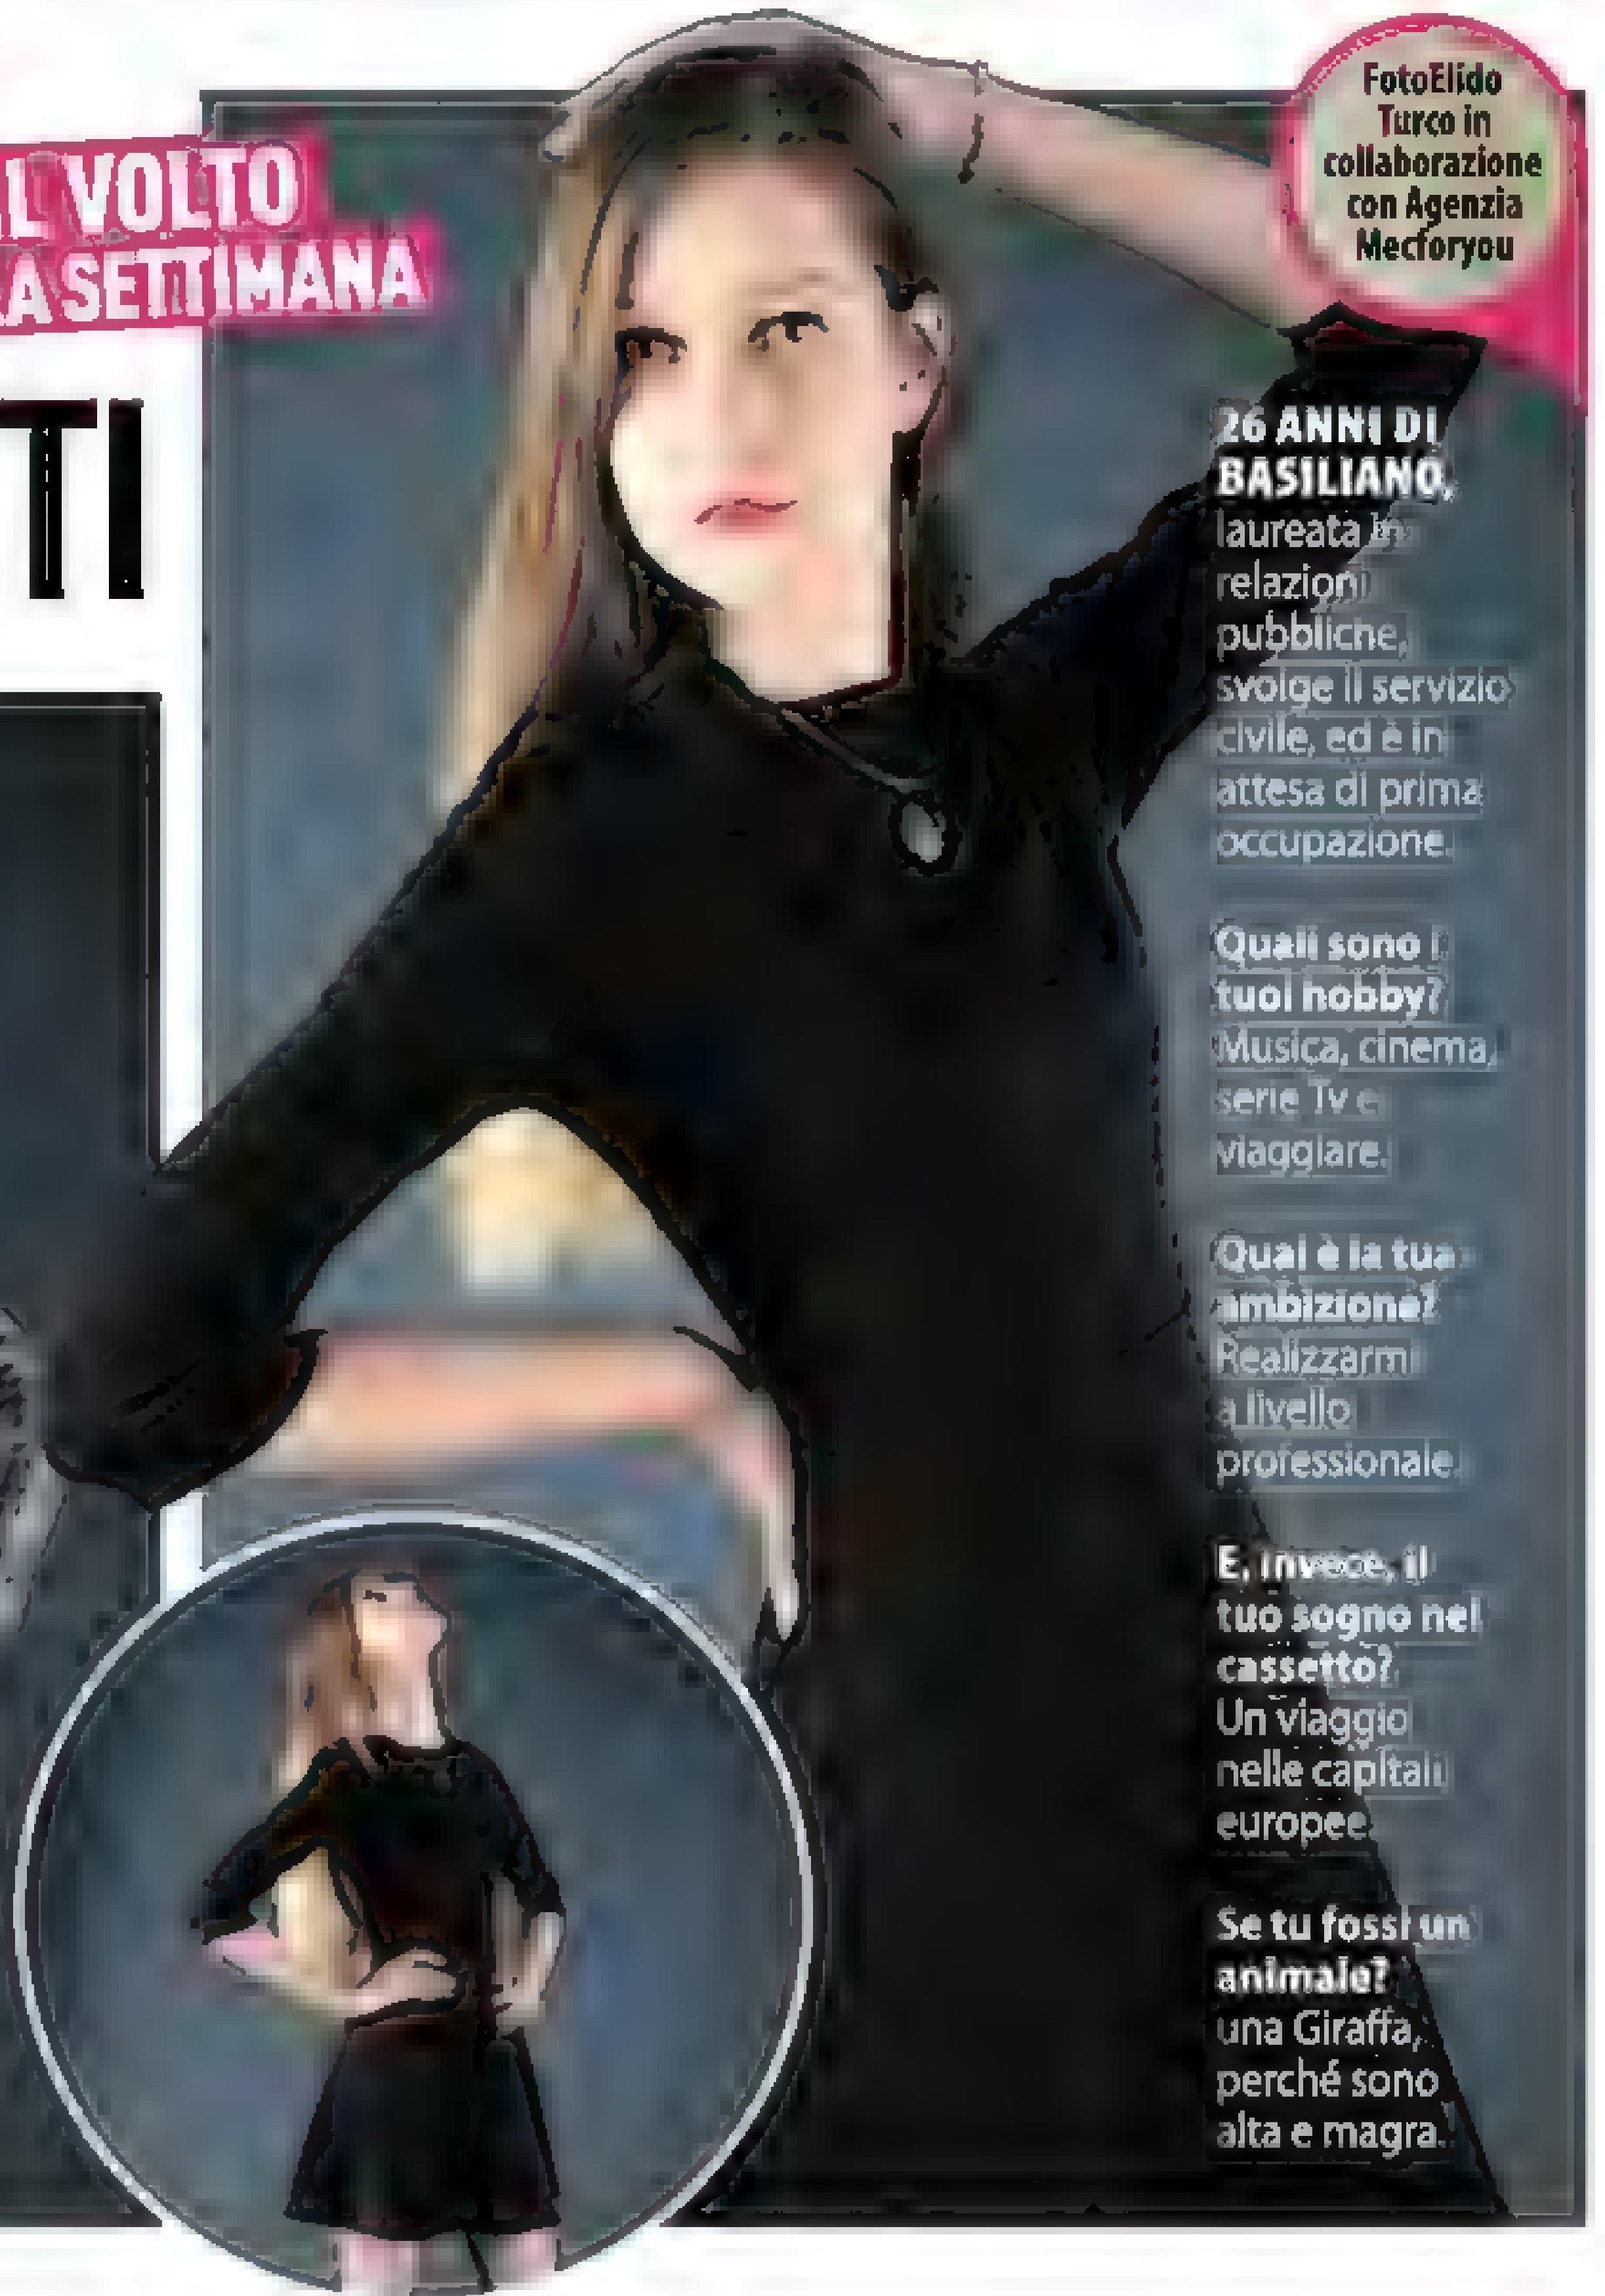 L VOLTO
A SETTIMANA
TI
FotoElido
Turco in
collaborazione
con Agenzia
Mecforyou
26 ANNI DI
BASILIANO,
laureata in
relazioni
pubbliche,
svolge il servizio
civile, ed è in
attesa di prima
occupazione.
Quali sono i
tuoi hobby?
Musica, cinema,
serie Tv e
viaggiare.
Qual è la tua
ambizione?
Realizzarmi
a livello
professionale.
E, invece, il
tuo sogno nel
cassetto?
Un viaggio
nelle capitali
europee.
Se tu fossi un
animale?
una Giraffa,
perché sono
alta e magra.